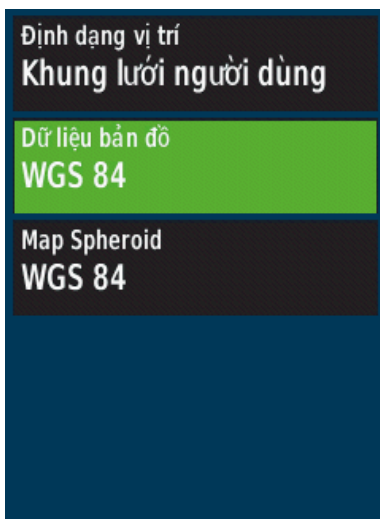 Định dạng vị trí
Khung lưới người dùng
Dữ liệu bản đồ
WGS 84
Map Spheroid
WGS 84